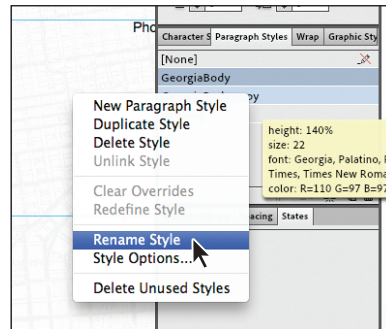 Pho
Character S Paragraph Styles Wrap Graphic Sty
[None]
GeorgiaBody
New Paragraph Style
Duplicate Style
Delete Style
Unlink Style
Clear Overrides
Redefine Style
Rename Style
Style Options...
Delete Unused Styles
height: 140%
size: 22
font: Georgia, Palatino,
Times, Times New Roma
color: R=110 G=97 B=97
acing States